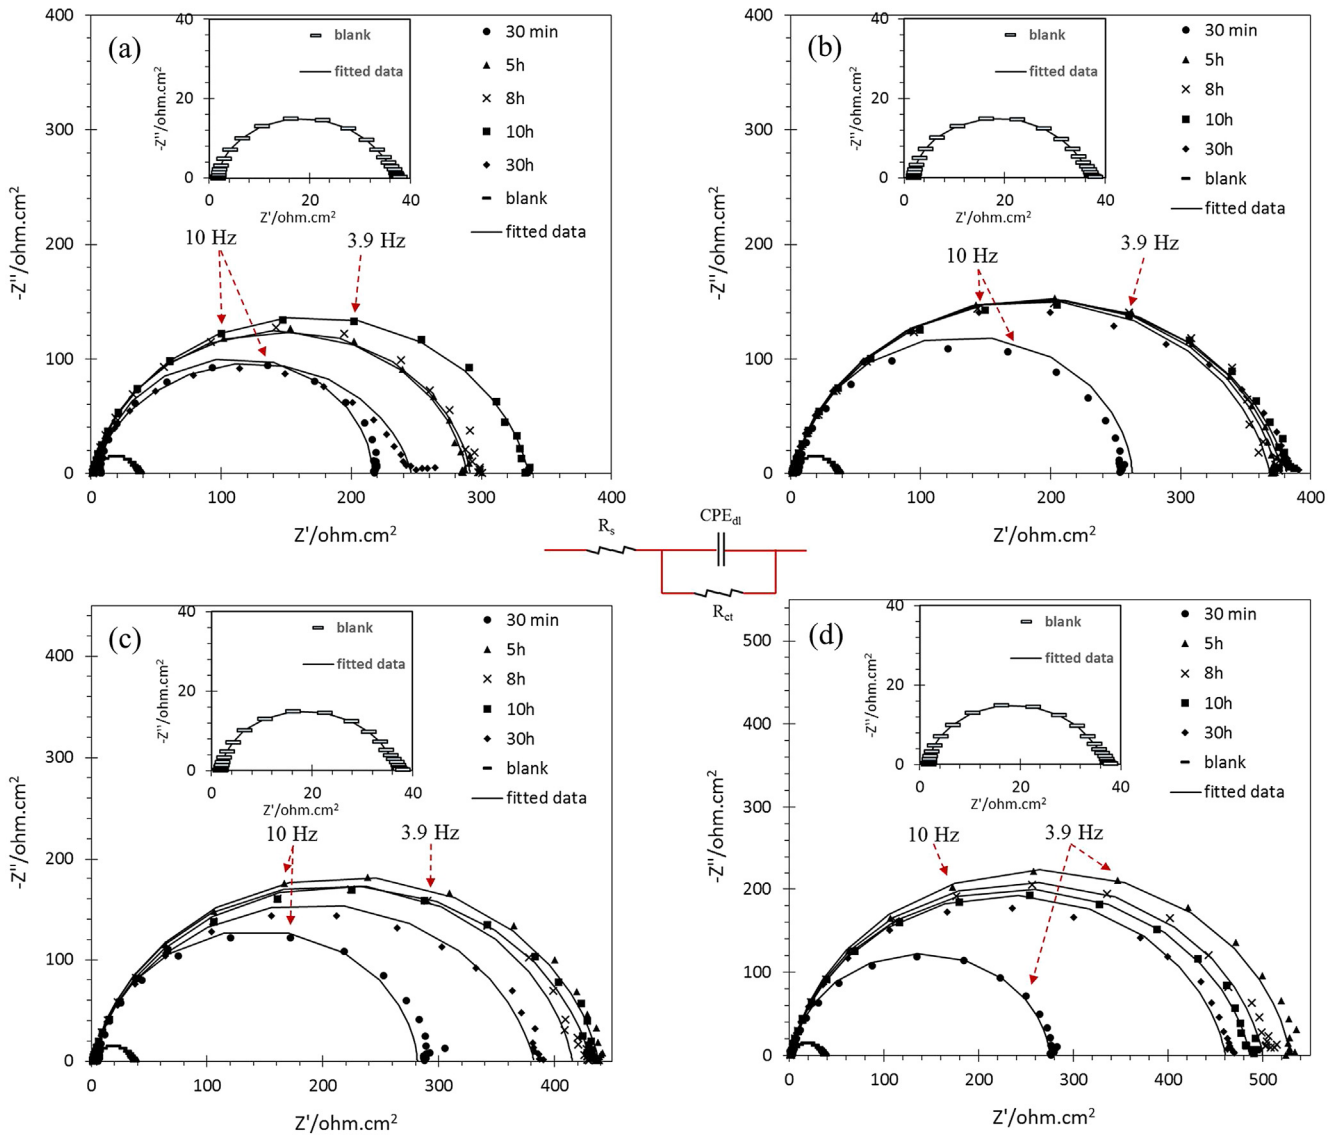 (a)
40
20
0
0
20
40
-Z''/ohm.cm²
Z'/ohm.cm²
blank
fitted data
30 min
5h
8h
10h
30h
blank
fitted data
400
300
200
100
0
0
100
200
300
400
-Z''/ohm.cm²
Z'/ohm.cm²
10 Hz
3.9 Hz
(b)
40
20
0
0
20
40
-Z''/ohm.cm²
Z'/ohm.cm²
blank
fitted data
30 min
5h
8h
10h
30h
blank
fitted data
400
300
200
100
0
0
100
200
300
400
-Z''/ohm.cm²
Z'/ohm.cm²
10 Hz
3.9 Hz
Rs
CPEdl
Rct
(c)
40
20
0
0
20
40
-Z''/ohm.cm²
Z'/ohm.cm²
blank
fitted data
30 min
5h
8h
10h
30h
blank
fitted data
400
300
200
100
0
0
100
200
300
400
-Z''/ohm.cm²
Z'/ohm.cm²
10 Hz
3.9 Hz
(d)
40
20
0
0
20
40
-Z''/ohm.cm²
Z'/ohm.cm²
blank
fitted data
30 min
5h
8h
10h
30h
blank
fitted data
500
400
300
200
100
0
0
100
200
300
400
500
-Z''/ohm.cm²
Z'/ohm.cm²
10 Hz
3.9 Hz